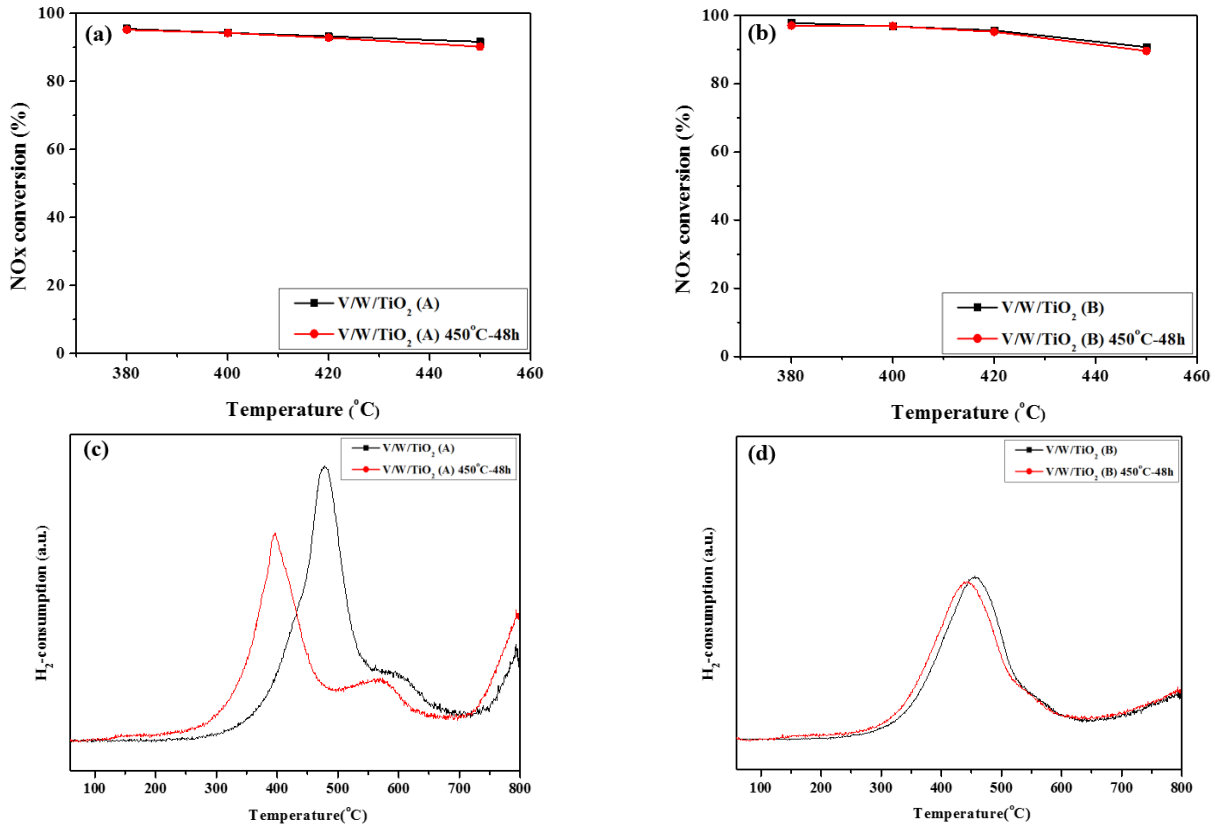 (a)
100
80
60
40
20
0
NOx conversion (%)
V/W/TiO₂ (A)
V/W/TiO₂ (A) 450°C-48h
380 400 420 440 460
Temperature (°C)
(b)
100
80
60
40
20
0
NOx conversion (%)
V/W/TiO₂ (B)
V/W/TiO₂ (B) 450°C-48h
380 400 420 440 460
Temperature (°C)
(c)
H₂-consumption (a.u.)
V/W/TiO₂ (A)
V/W/TiO₂ (A) 450°C-48h
100 200 300 400 500 600 700 800
Temperature(°C)
(d)
H₂-consumption (a.u.)
V/W/TiO₂ (B)
V/W/TiO₂ (B) 450°C-48h
100 200 300 400 500 600 700 800
Temperature(°C)